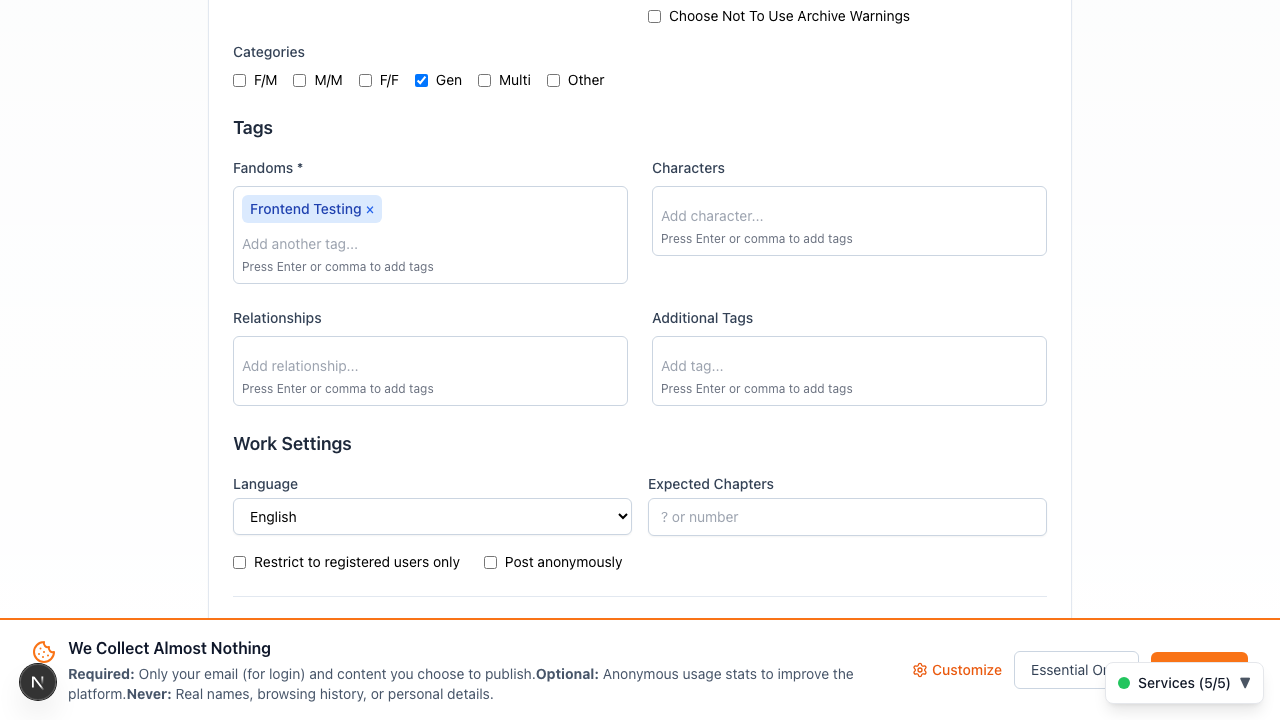 Choose Not To Use Archive Warnings
Categories
F/M M/M F/F Gen Multi Other
Tags
Fandoms * Characters
Frontend Testing ×
Add another tag...
Press Enter or comma to add tags
Add character...
Press Enter or comma to add tags
Relationships Additional Tags
Add relationship... Add tag...
Press Enter or comma to add tags Press Enter or comma to add tags
Work Settings
Language Expected Chapters
English ? or number
Restrict to registered users only Post anonymously
We Collect Almost Nothing
Required: Only your email (for login) and content you choose to publish.Optional: Anonymous usage stats to improve the
platform.Never: Real names, browsing history, or personal details.
N
Customize
Essential
Services (5/5) ▼